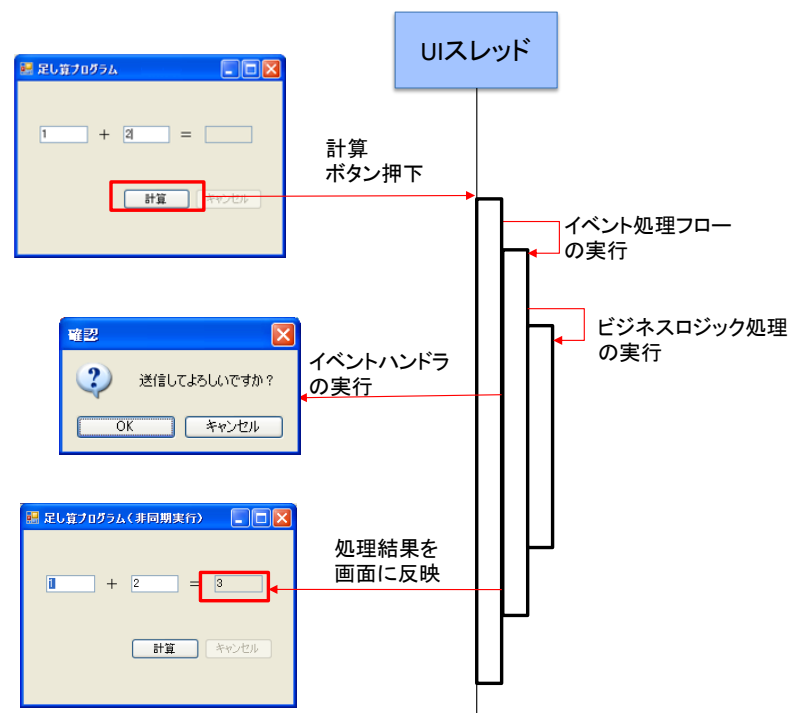 UIスレッド
足し算プログラム
1 + 2 =
計算 キャンセル
計算
ボタン押下
イベント処理フロー
の実行
ビジネスロジック処理
の実行
確認
送信してよろしいですか?
OK キャンセル
イベントハンドラ
の実行
足し算プログラム(非同期実行)
1 + 2 = 3
計算 キャンセル
処理結果を
画面に反映